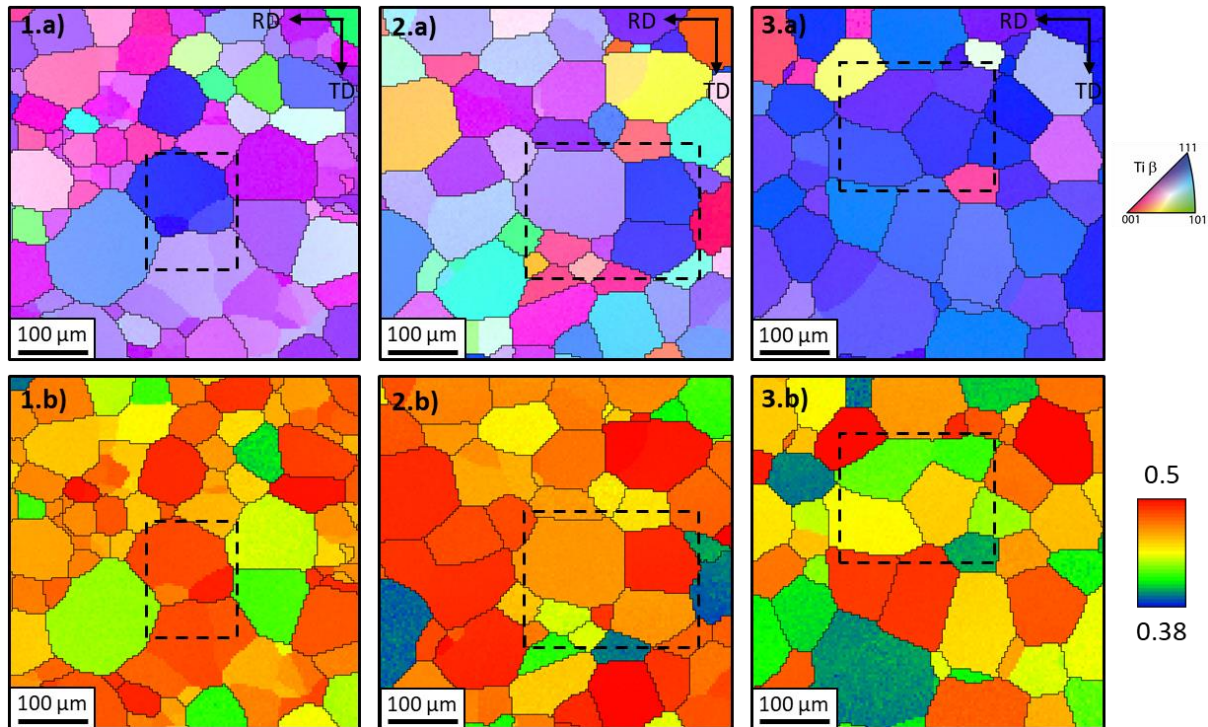 1.a)
RD
TD
100 µm
2.a)
RD
TD
100 µm
3.a)
RD
TD
100 µm
111
Ti β
001
101
1.b)
100 µm
2.b)
100 µm
3.b)
100 µm
0.5
0.38